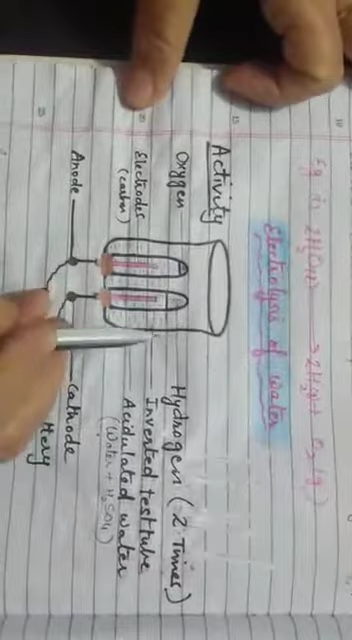 Eg i) 2H₂O(l) → 2H₂(g) + O₂(g)
Electrolysis of water
Activity
Oxygen
Hydrogen (2 Times)
Electrodes
(carbon)
Inverted test tube
Acidulated water
(Water + H₂SO₄)
Anode
Cathode